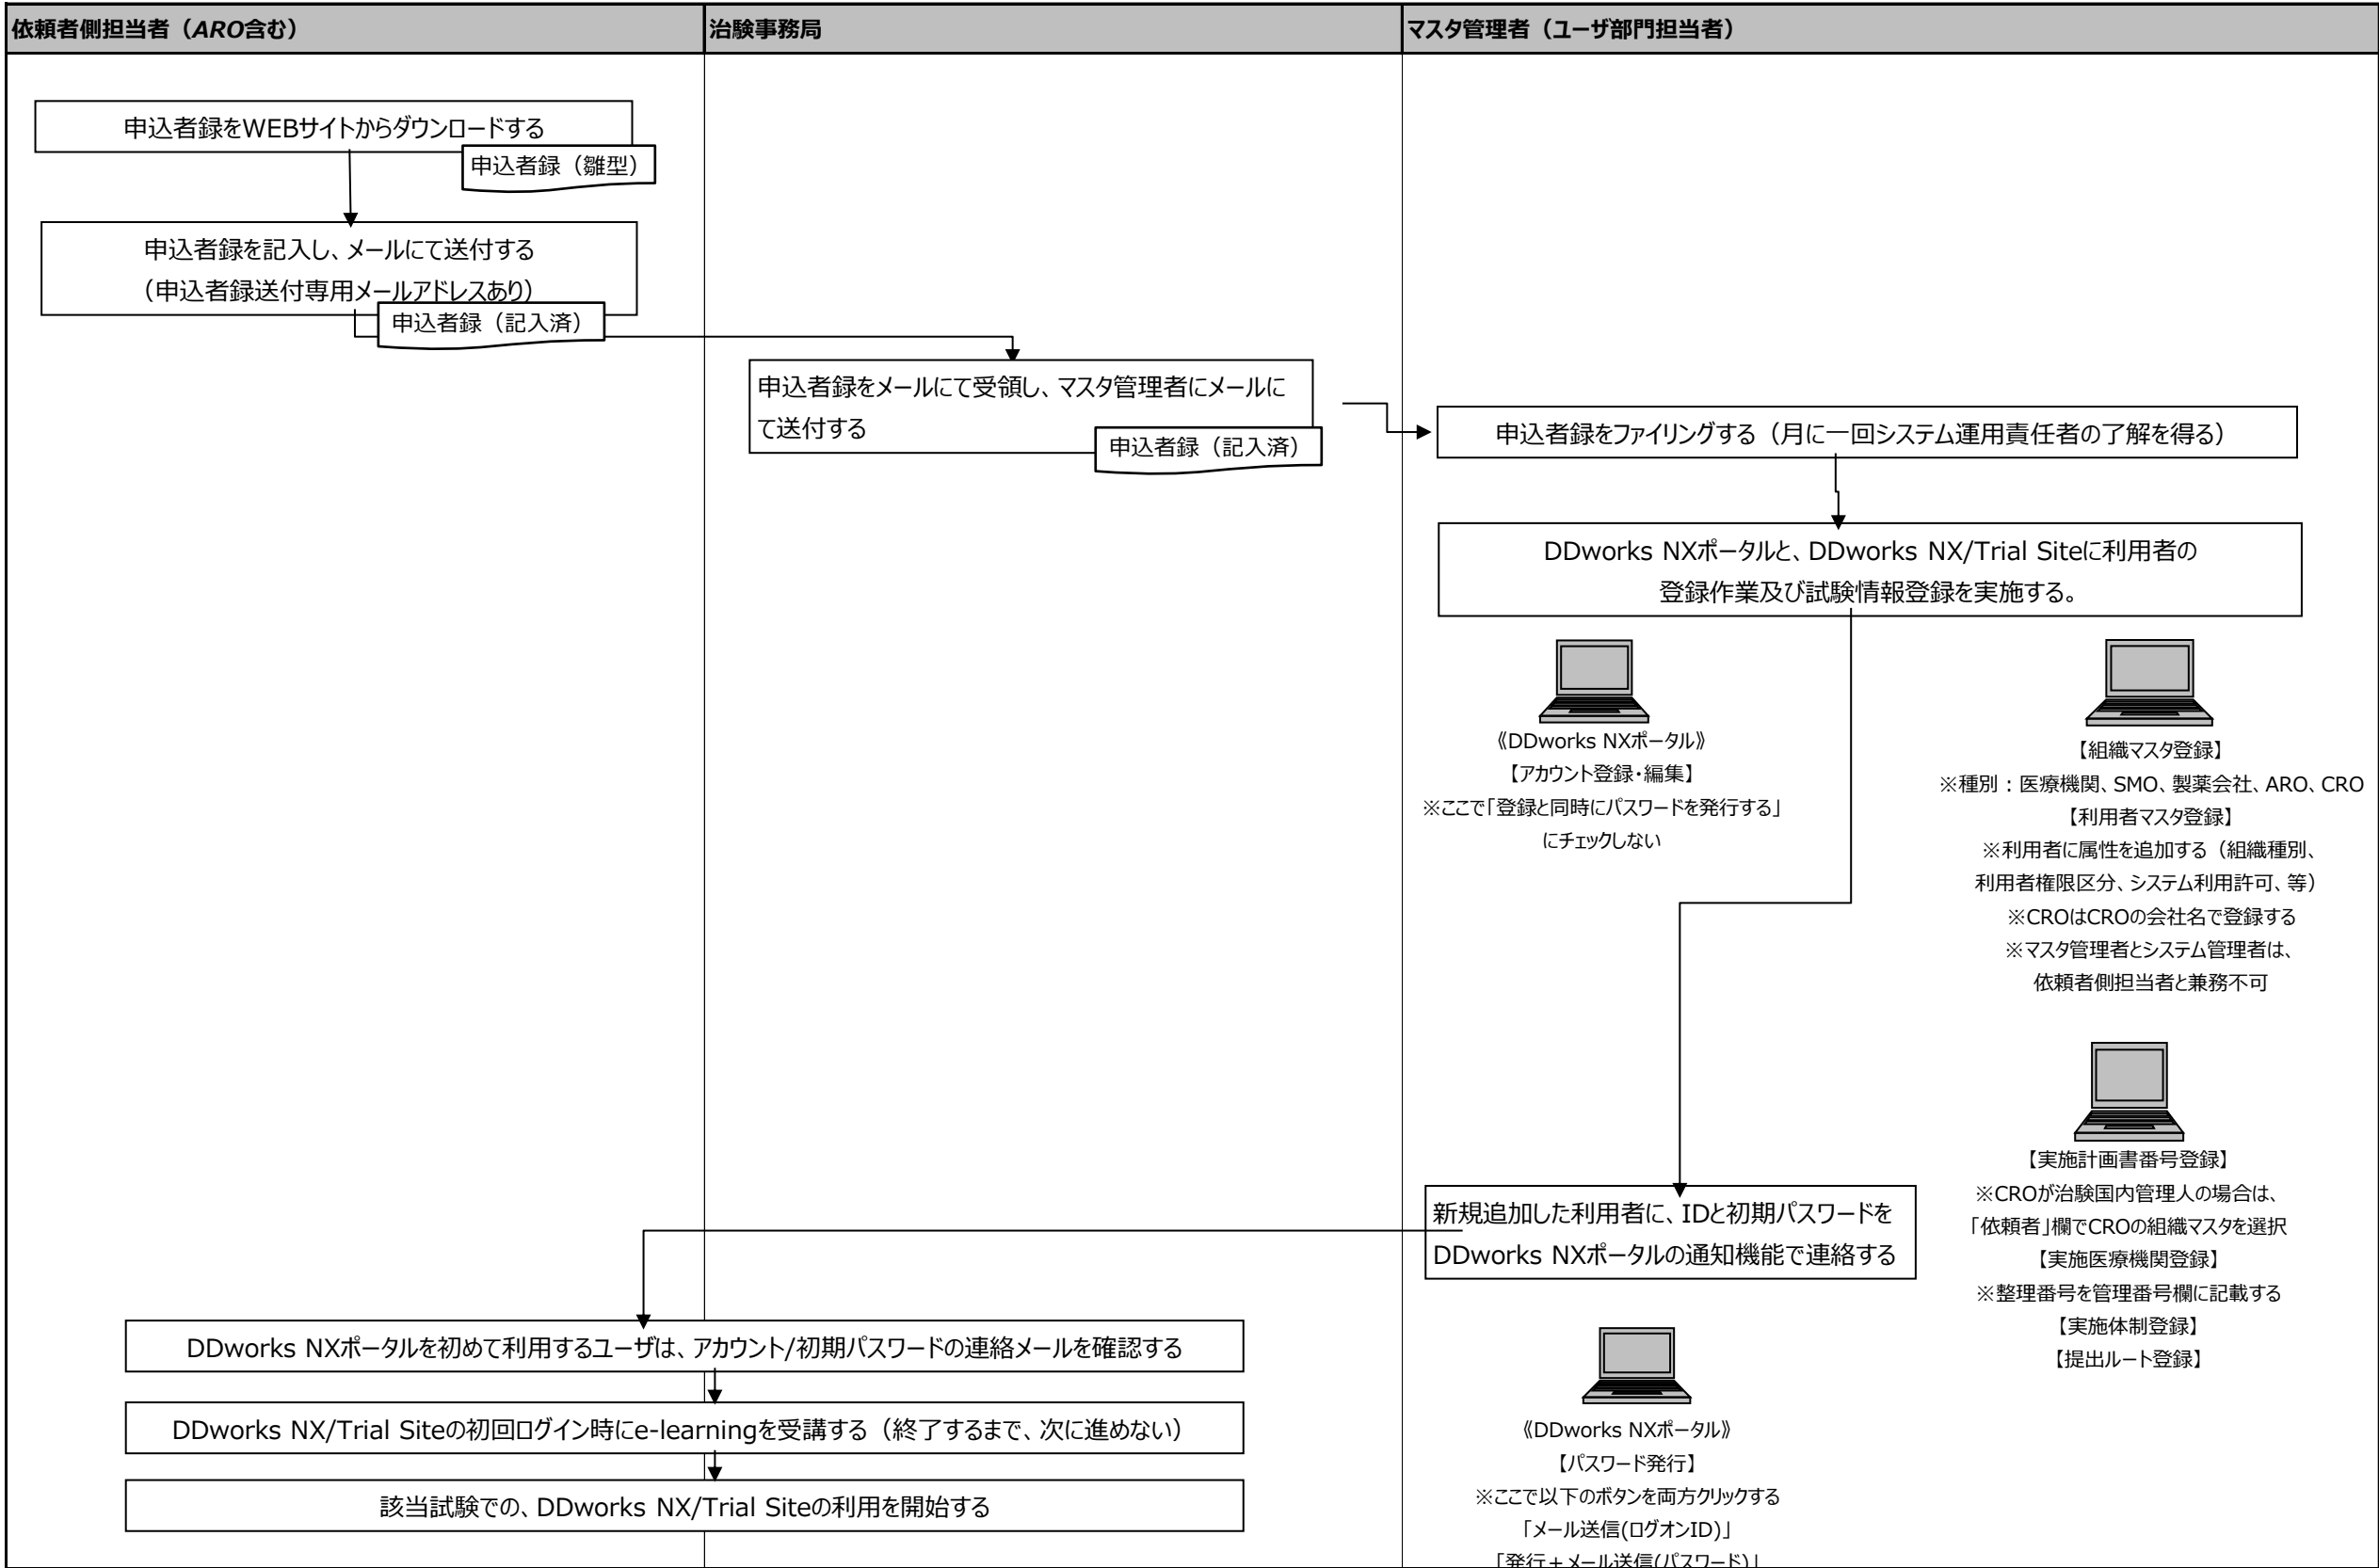 依頼者側担当者（ARO含む）
治験事務局
マスタ管理者（ユーザ部門担当者）
申込者録をWEBサイトからダウンロードする
申込者録（雛型）
申込者録を記入し、メールにて送付する
（申込者録送付専用メールアドレスあり）
申込者録（記入済）
申込者録をメールにて受領し、マスタ管理者にメールに
て送付する
申込者録（記入済）
申込者録をファイリングする（月に一回システム運用責任者の了解を得る）
DDworks NXポータルと、DDworks NX/Trial Siteに利用者の
登録作業及び試験情報登録を実施する。
《DDworks NXポータル》
【アカウント登録・編集】
※ここで「登録と同時にパスワードを発行する」
にチェックしない
【組織マスタ登録】
※種別：医療機関、SMO、製薬会社、ARO、CRO
【利用者マスタ登録】
※利用者に属性を追加する（組織種別、
利用者権限区分、システム利用許可、等）
※CROはCROの会社名で登録する
※マスタ管理者とシステム管理者は、
依頼者側担当者と兼務不可
【実施計画書番号登録】
※CROが治験国内管理人の場合は、
「依頼者」欄でCROの組織マスタを選択
【実施医療機関登録】
※整理番号を管理番号欄に記載する
【実施体制登録】
【提出ルート登録】
新規追加した利用者に、IDと初期パスワードを
DDworks NXポータルの通知機能で連絡する
《DDworks NXポータル》
【パスワード発行】
※ここで以下のボタンを両方クリックする
「メール送信(ログオンID)」
「発行＋メール送信(パスワード)」
DDworks NXポータルを初めて利用するユーザは、アカウント/初期パスワードの連絡メールを確認する
DDworks NX/Trial Siteの初回ログイン時にe-learningを受講する（終了するまで、次に進めない）
該当試験での、DDworks NX/Trial Siteの利用を開始する